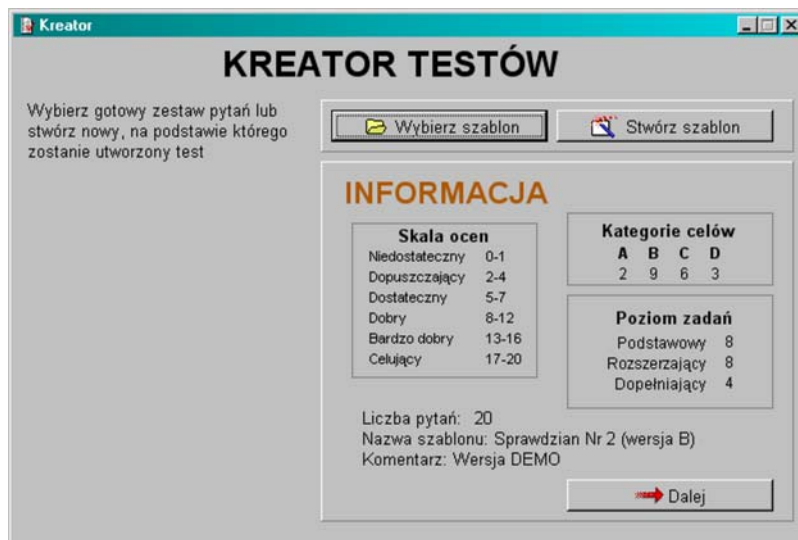 Kreator
KREATOR TESTÓW
Wybierz gotowy zestaw pytań lub
stwórz nowy, na podstawie którego
zostanie utworzony test
Wybierz szablon
Stwórz szablon
INFORMACJA
Skala ocen
Niedostateczny 0-1
Dopuszczający 2-4
Dostateczny 5-7
Dobry 8-12
Bardzo dobry 13-16
Celujący 17-20
Kategorie celów
A B C D
2 9 6 3
Poziom zadań
Podstawowy 8
Rozszerzający 8
Dopełniający 4
Liczba pytań: 20
Nazwa szablonu: Sprawdzian Nr 2 (wersja B)
Komentarz: Wersja DEMO
Dalej